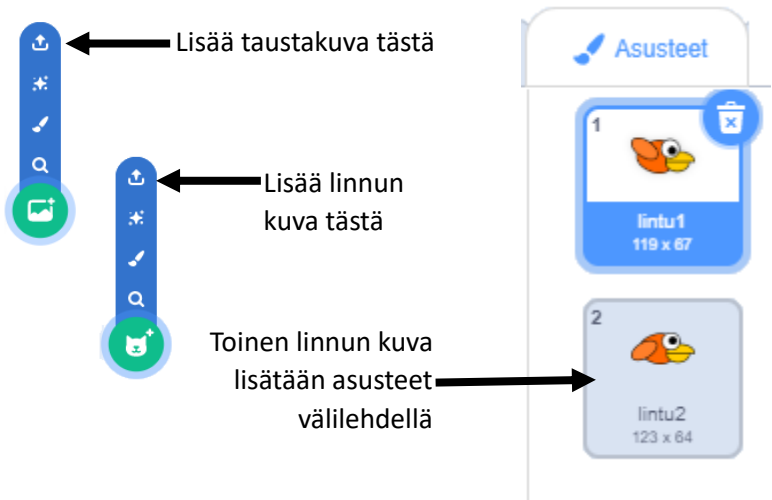 Lisää taustakuva tästä
Lisää linnun
kuva tästä
Toinen linnun kuva
lisätään asusteet
välilehdellä
Asusteet
1
lintu1
119 x 67
2
lintu2
123 x 64